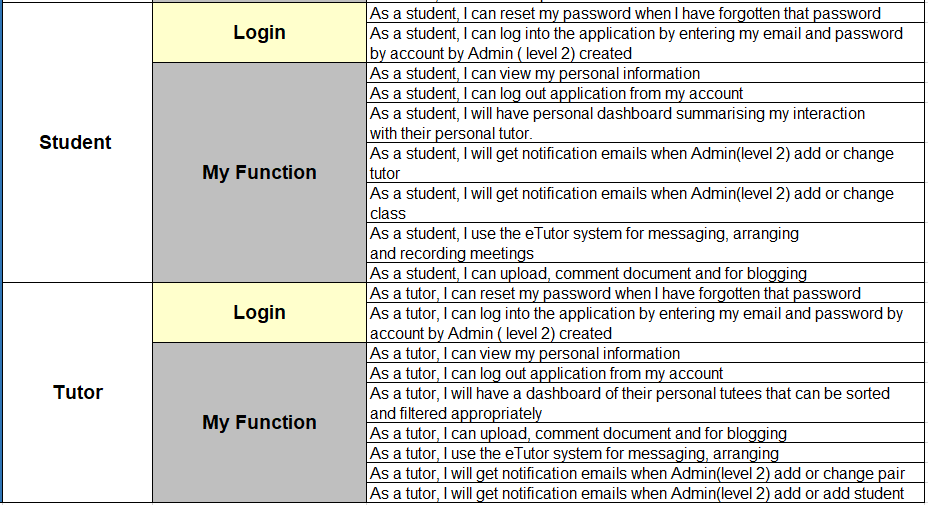 Student
Login
As a student, I can reset my password when I have forgotten that password
As a student, I can log into the application by entering my email and password
by account by Admin ( level 2) created
My Function
As a student, I can view my personal information
As a student, I can log out application from my account
As a student, I will have personal dashboard summarising my interaction
with their personal tutor.
As a student, I will get notification emails when Admin(level 2) add or change
tutor
As a student, I will get notification emails when Admin(level 2) add or change
class
As a student, I use the eTutor system for messaging, arranging
and recording meetings
As a student, I can upload, comment document and for blogging
Tutor
Login
As a tutor, I can reset my password when I have forgotten that password
As a tutor, I can log into the application by entering my email and password by
account by Admin ( level 2) created
My Function
As a tutor, I can view my personal information
As a tutor, I can log out application from my account
As a tutor, I will have a dashboard of their personal tutees that can be sorted
and filtered appropriately
As a tutor, I can upload, comment document and for blogging
As a tutor, I use the eTutor system for messaging, arranging
As a tutor, I will get notification emails when Admin(level 2) add or change pair
As a tutor, I will get notification emails when Admin(level 2) add or add student